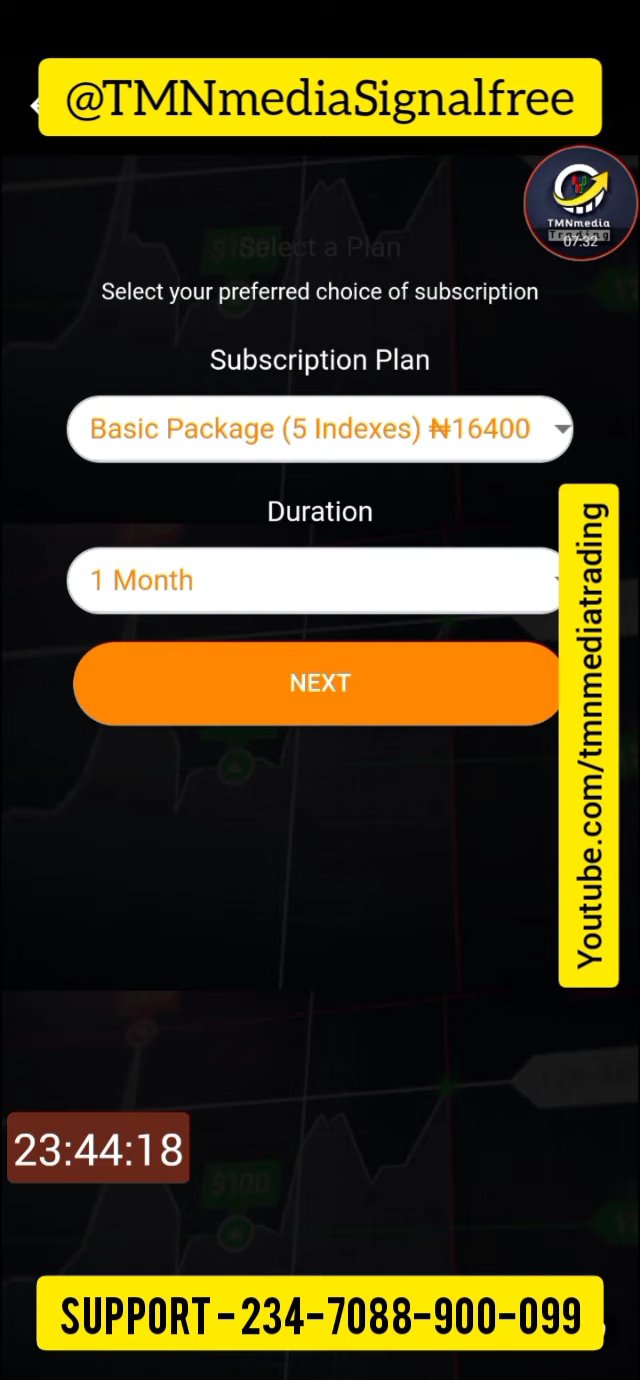 @TMNmediaSignalfree
TMNmedia
Trading
07:32
Select a Plan
Select your preferred choice of subscription
Subscription Plan
Basic Package (5 Indexes) ₦16400
Duration
1 Month
NEXT
Youtube.com/tmnmediatrading
23:44:18
$100
SUPPORT-234-7088-900-099